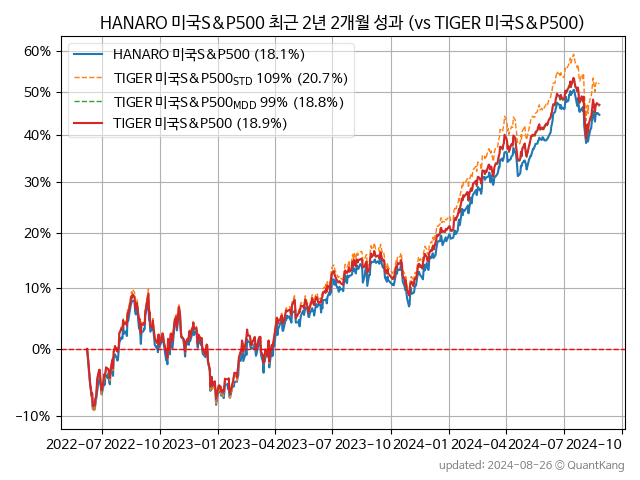 HANARO 미국S&P500 최근 2년 2개월 성과 (vs TIGER 미국S&P500)
60%
50%
40%
30%
20%
10%
0%
−10%
HANARO 미국S&P500 (18.1%)
TIGER 미국S&P500STD 109% (20.7%)
TIGER 미국S&P500MDD 99% (18.8%)
TIGER 미국S&P500 (18.9%)
2022-07 2022-10 2023-01 2023-04 2023-07 2023-10 2024-01 2024-04 2024-07 2024-10
updated: 2024-08-26 © QuantKang